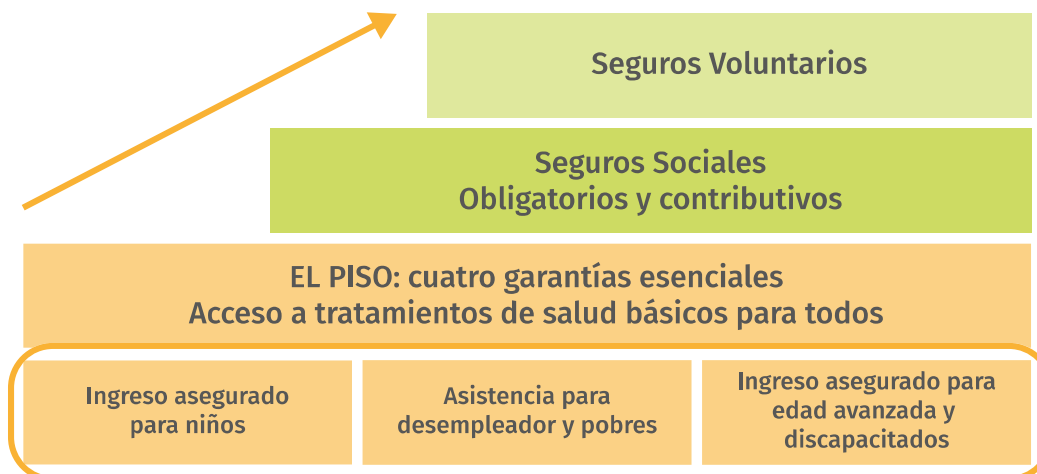 Seguros Voluntarios
Seguros Sociales
Obligatorios y contributivos
EL PISO: cuatro garantías esenciales
Acceso a tratamientos de salud básicos para todos
Ingreso asegurado
para niños
Asistencia para
desempleador y pobres
Ingreso asegurado para
edad avanzada y
discapacitados